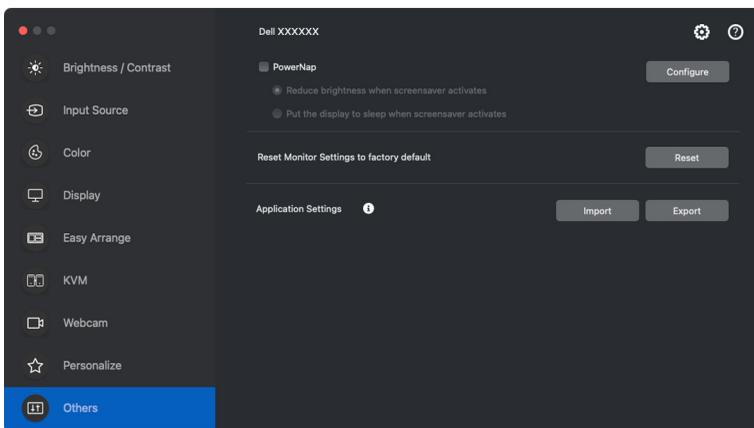 Dell XXXXXX
Brightness / Contrast
Input Source
Color
Display
Easy Arrange
KVM
Webcam
Personalize
Others
PowerNap
Configure
Reduce brightness when screensaver activates
Put the display to sleep when screensaver activates
Reset Monitor Settings to factory default
Reset
Application Settings
Import
Export